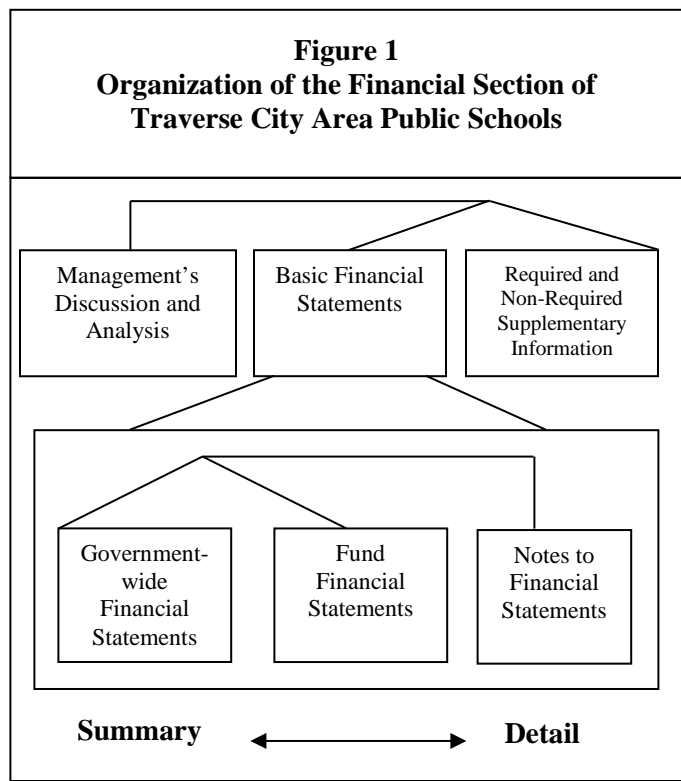 Figure 1
Organization of the Financial Section of
Traverse City Area Public Schools
Management’s
Discussion and
Analysis
Basic Financial
Statements
Required and
Non-Required
Supplementary
Information
Government-
wide
Financial
Statements
Fund
Financial
Statements
Notes to
Financial
Statements
Summary
Detail